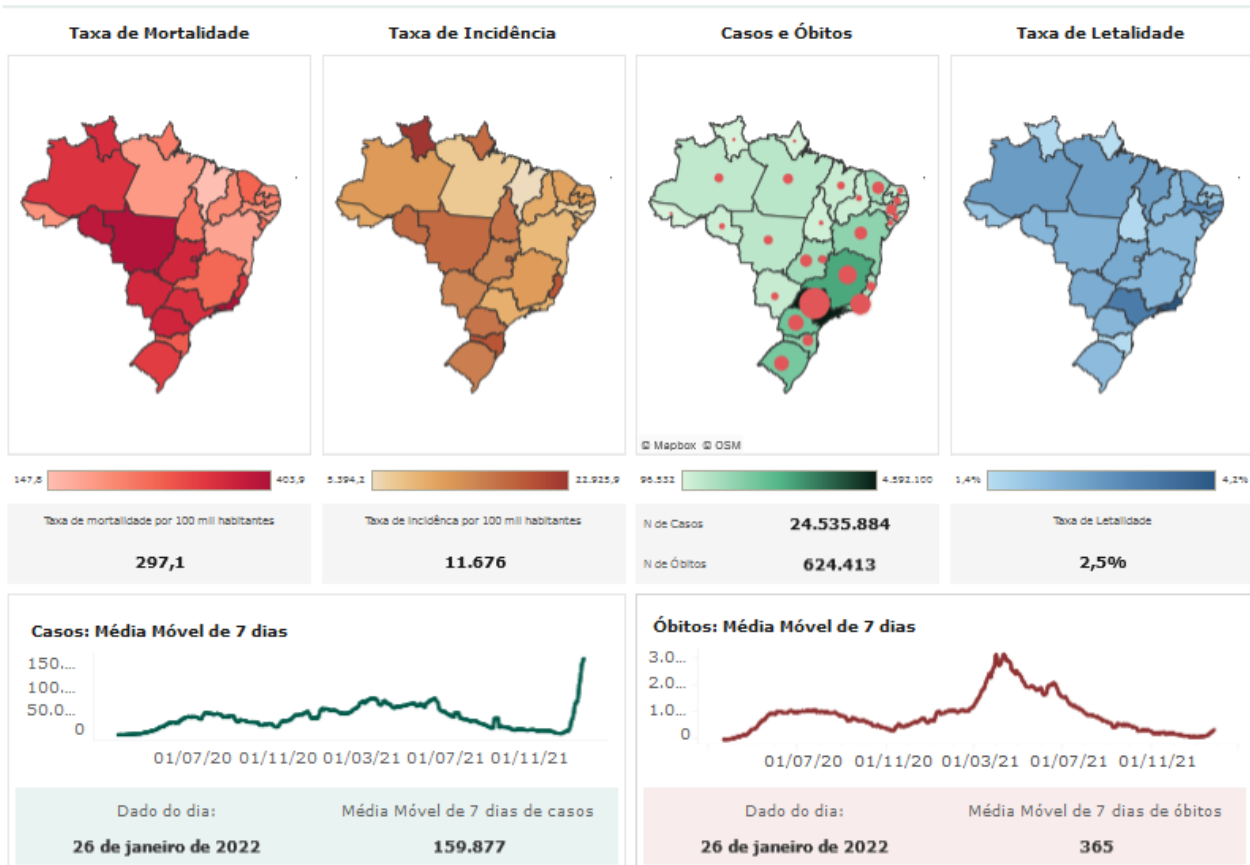 Taxa de Mortalidade
Taxa de Incidência
Casos e Óbitos
Taxa de Letalidade
© Mapbox © OSM
147,8
403,9
5.394,2
22.925,9
96.532
4.592.100
1,4%
4,2%
Taxa de mortalidade por 100 mil habitantes
297,1
Taxa de Incidênca por 100 mil habitantes
11.676
N de Casos
24.535.884
N de Óbitos
624.413
Taxa de Letalidade
2,5%
Casos: Média Móvel de 7 dias
150....
100....
50.0...
0
01/07/20 01/11/20 01/03/21 01/07/21 01/11/21
Dado do dia:
26 de janeiro de 2022
Média Móvel de 7 dias de casos
159.877
Óbitos: Média Móvel de 7 dias
3.0...
2.0...
1.0...
0
01/07/20 01/11/20 01/03/21 01/07/21 01/11/21
Dado do dia:
26 de janeiro de 2022
Média Móvel de 7 dias de óbitos
365